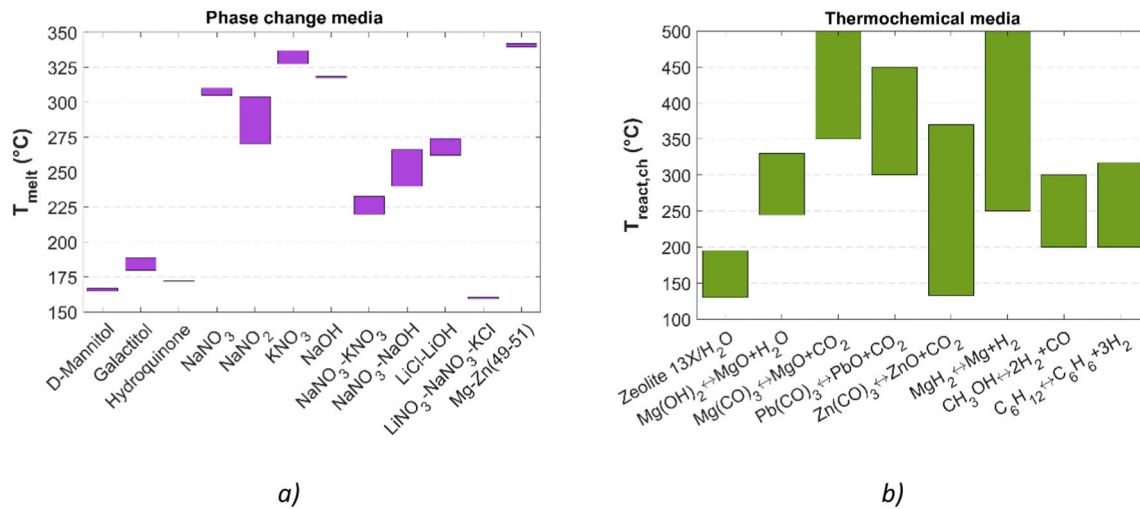 Phase change media
T_melt (°C)
350
325
300
275
250
225
200
175
150
D-Mannitol
Galactitol
Hydroquinone
NaNO₃
NaNO₂
KNO₃
NaOH
NaNO₃-KNO₃
NaNO₃-NaOH
LiCl-LiOH
LiNO₃-NaNO₃-KCl
Mg-Zn(49-51)
a)
Thermochemical media
T_react,ch (°C)
500
450
400
350
300
250
200
150
100
Zeolite 13X/H₂O
Mg(OH)₂↔MgO+H₂O
Mg(CO)₃↔MgO+CO₂
Pb(CO)₃↔PbO+CO₂
Zn(CO)₃↔ZnO+CO₂
MgH₂↔Mg+H₂
CH₃OH↔2H₂+CO
C₆H₁₂↔C₆H₆+3H₂
b)